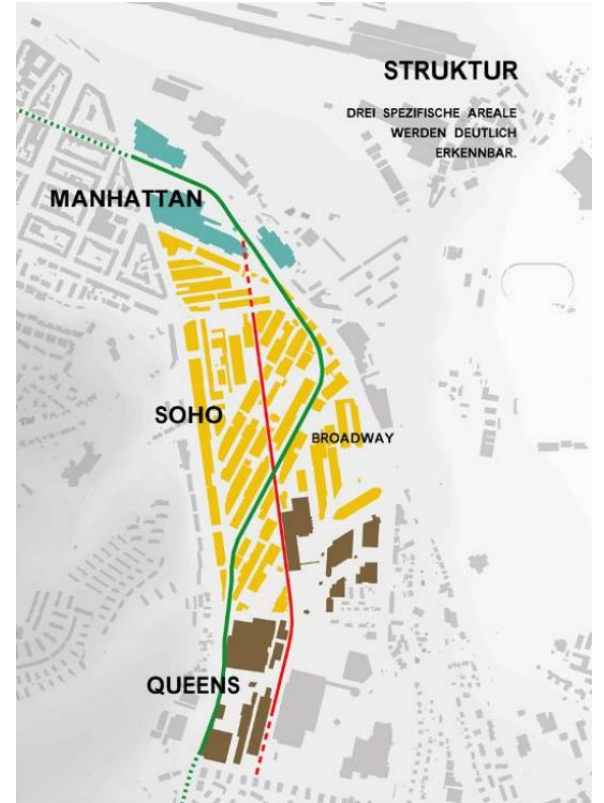 STRUKTUR
DREI SPEZIFISCHE AREALE
WERDEN DEUTLICH
ERKENNBAR.
MANHATTAN
SOHO
BROADWAY
QUEENS